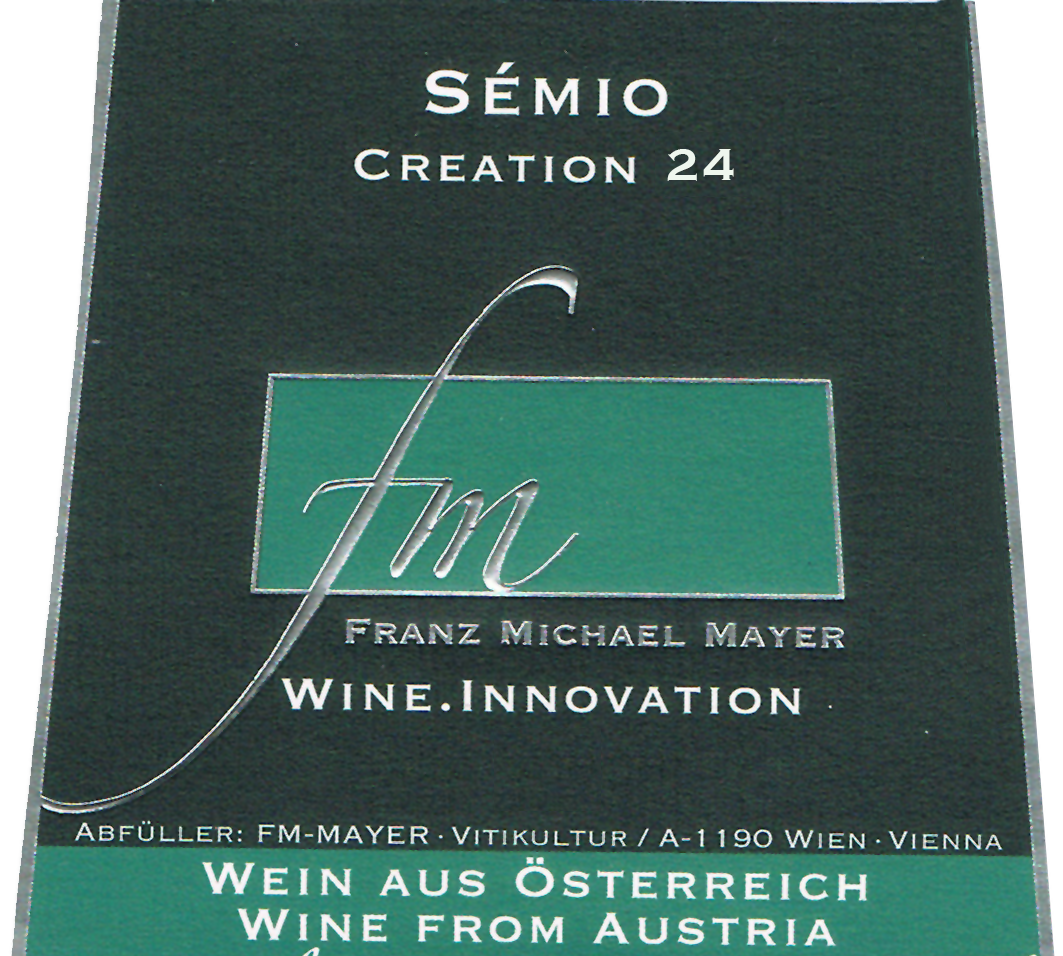 SÉMIO
CREATION 24
fm
FRANZ MICHAEL MAYER
WINE.INNOVATION
ABFÜLLER: FM-MAYER · VITIKULTUR / A-1190 WIEN · VIENNA
WEIN AUS ÖSTERREICH
WINE FROM AUSTRIA